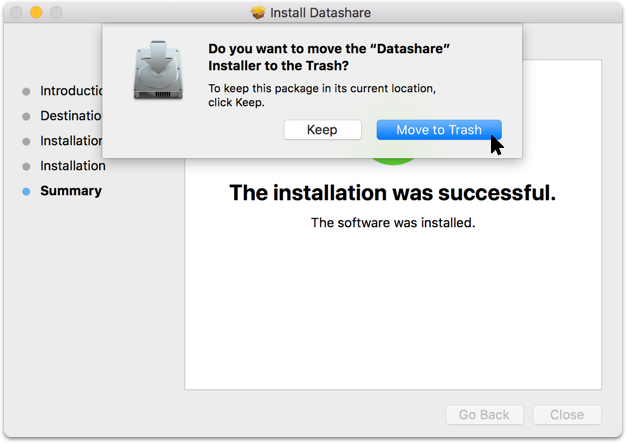 Install Datashare
Do you want to move the “Datashare”
Installer to the Trash?
To keep this package in its current location,
click Keep.
Keep
Move to Trash
Introductio
Destinatio
Installation
Installation
Summary
The installation was successful.
The software was installed.
Go Back
Close